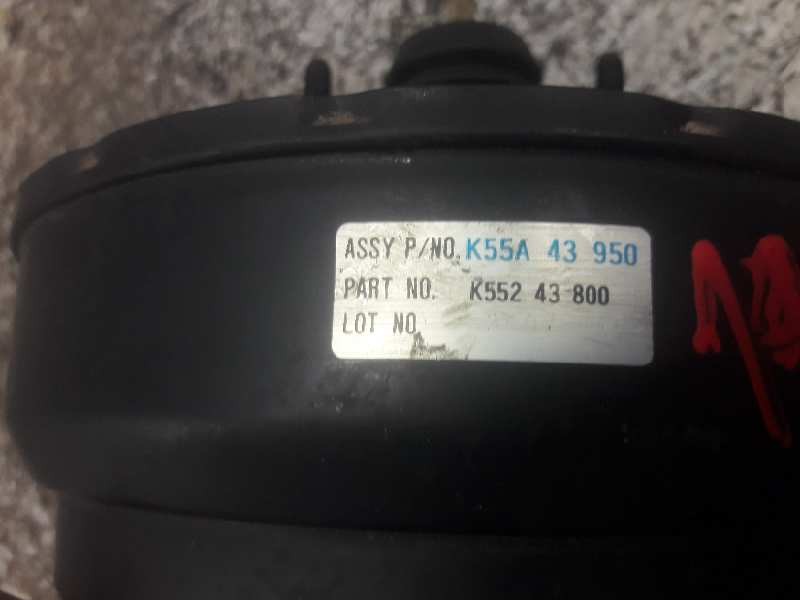 ASSY P/NO. K55A 43 950
PART NO. K552 43 800
LOT NO.